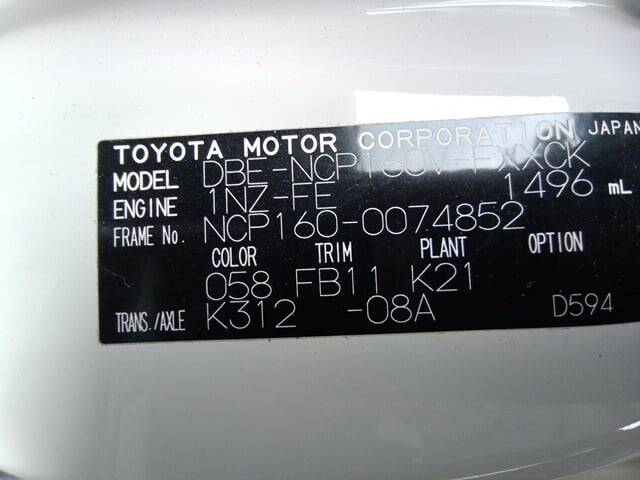 TOYOTA MOTOR CORPORATION JAPAN
MODEL DBE-NCP160V-EXXCK
ENGINE 1NZ-FE 1496 mL
FRAME No. NCP160-0074852
COLOR TRIM PLANT OPTION
058 FB11 K21
TRANS./AXLE K312 -08A D594